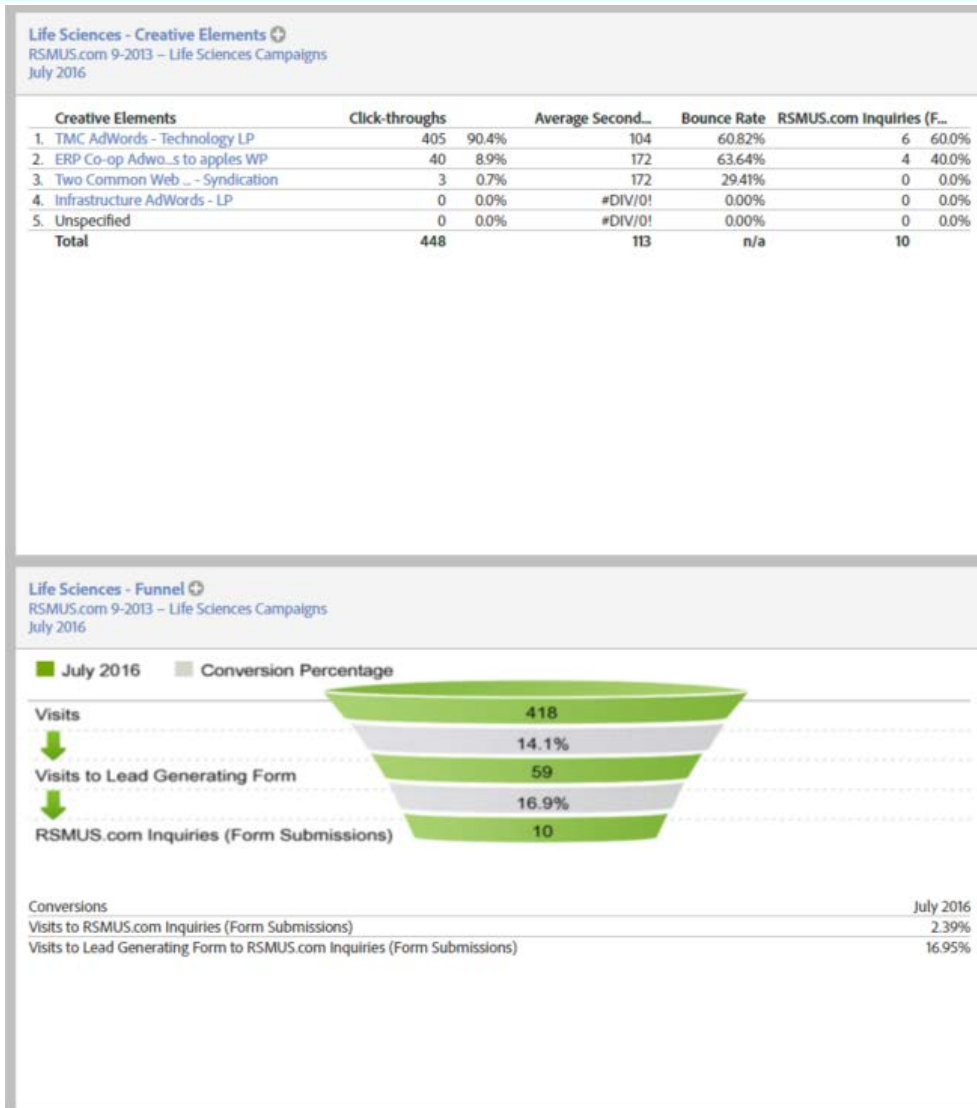 Life Sciences - Creative Elements
RSMUS.com 9-2013 – Life Sciences Campaigns
July 2016
Creative Elements Click-throughs Average Second... Bounce Rate RSMUS.com Inquiries (F...
1. TMC AdWords - Technology LP 405 90.4% 104 60.82% 6 60.0%
2. ERP Co-op Adwo...s to apples WP 40 8.9% 172 63.64% 4 40.0%
3. Two Common Web ... - Syndication 3 0.7% 172 29.41% 0 0.0%
4. Infrastructure AdWords - LP 0 0.0% #DIV/0! 0.00% 0 0.0%
5. Unspecified 0 0.0% #DIV/0! 0.00% 0 0.0%
Total 448 113 n/a 10
Life Sciences - Funnel
RSMUS.com 9-2013 – Life Sciences Campaigns
July 2016
July 2016 Conversion Percentage
Visits 418
14.1%
Visits to Lead Generating Form 59
16.9%
RSMUS.com Inquiries (Form Submissions) 10
Conversions July 2016
Visits to RSMUS.com Inquiries (Form Submissions) 2.39%
Visits to Lead Generating Form to RSMUS.com Inquiries (Form Submissions) 16.95%